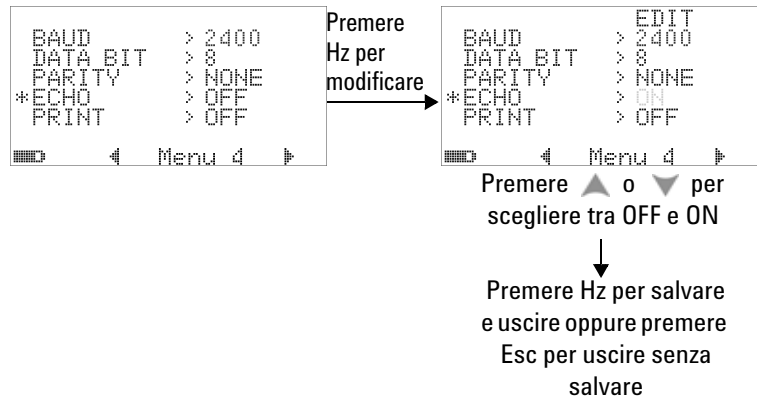 BAUD > 2400
DATA BIT > 8
PARITY > NONE
*ECHO > OFF
PRINT > OFF
Menu 4
Premere
Hz per
modificare
EDIT
BAUD > 2400
DATA BIT > 8
PARITY > NONE
*ECHO > ON
PRINT > OFF
Menu 4
Premere o per
scegliere tra OFF e ON
Premere Hz per salvare
e uscire oppure premere
Esc per uscire senza
salvare